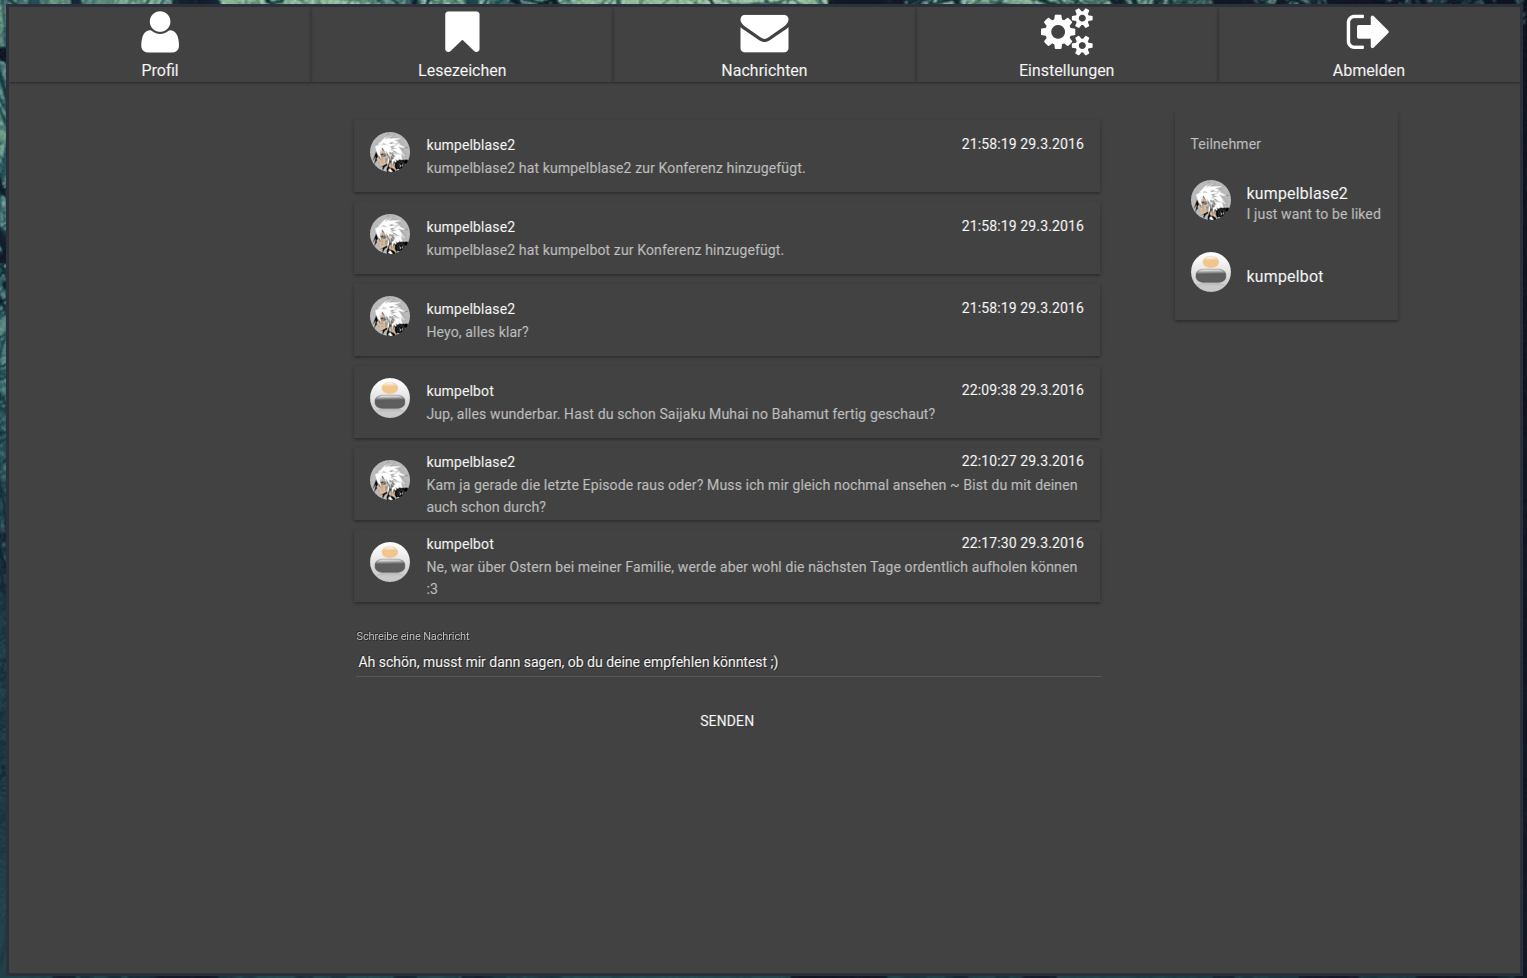 Profil
Lesezeichen
Nachrichten
Einstellungen
Abmelden
kumpelblase2
21:58:19 29.3.2016
kumpelblase2 hat kumpelblase2 zur Konferenz hinzugefügt.
kumpelblase2
21:58:19 29.3.2016
kumpelblase2 hat kumpelbot zur Konferenz hinzugefügt.
kumpelblase2
21:58:19 29.3.2016
Heyo, alles klar?
kumpelbot
22:09:38 29.3.2016
Jup, alles wunderbar. Hast du schon Saijaku Muhai no Bahamut fertig geschaut?
kumpelblase2
22:10:27 29.3.2016
Kam ja gerade die letzte Episode raus oder? Muss ich mir gleich nochmal ansehen ~ Bist du mit deinen
auch schon durch?
kumpelbot
22:17:30 29.3.2016
Ne, war über Ostern bei meiner Familie, werde aber wohl die nächsten Tage ordentlich aufholen können
:3
Schreibe eine Nachricht
Ah schön, musst mir dann sagen, ob du deine empfehlen könntest ;)
SENDEN
Teilnehmer
kumpelblase2
I just want to be liked
kumpelbot